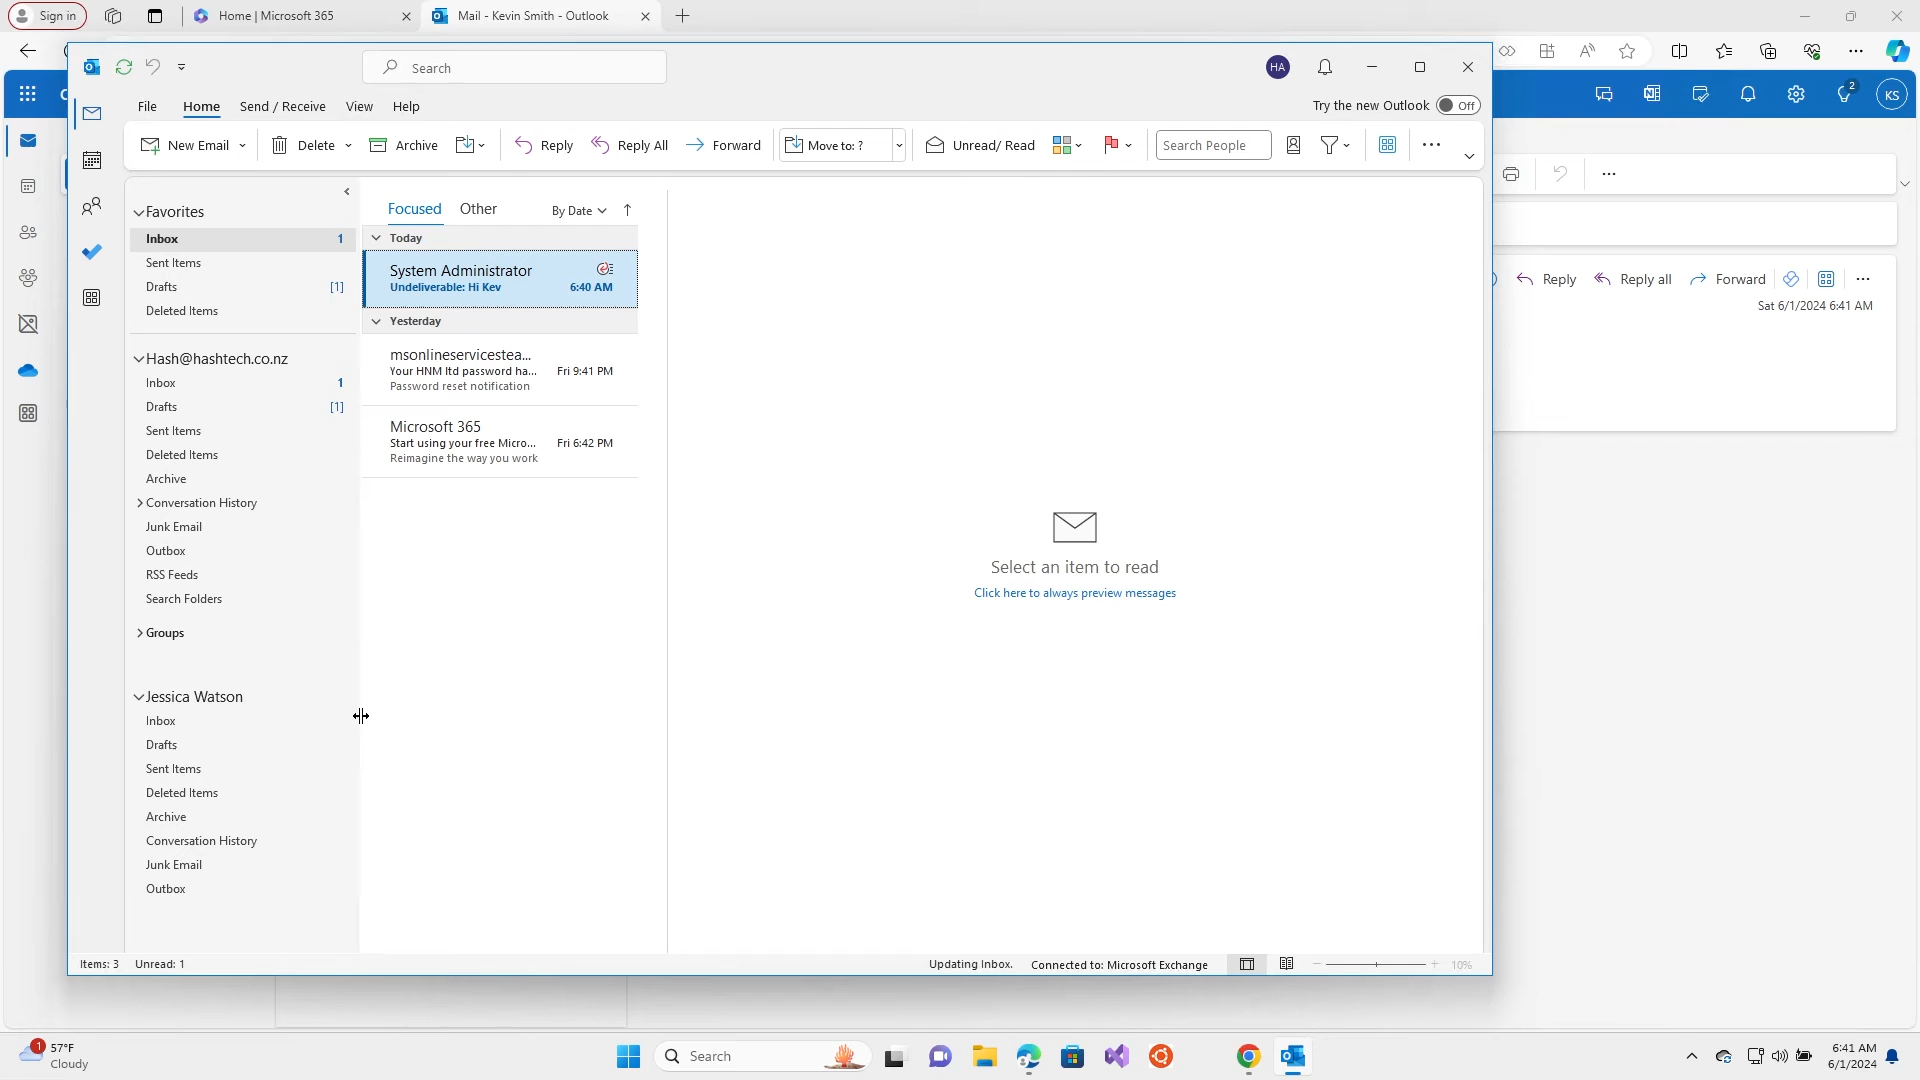 Sign in
Home | Microsoft 365
Mail - Kevin Smith - Outlook
Search
HA
File
Home
Send / Receive
View
Help
Try the new Outlook
Off
2
KS
New Email
Delete
Archive
Reply
Reply All
Forward
Move to: ?
Unread/ Read
Search People
Favorites
Inbox 1
Sent Items
Drafts [1]
Deleted Items
Hash@hashtech.co.nz
Inbox 1
Drafts [1]
Sent Items
Deleted Items
Archive
Conversation History
Junk Email
Outbox
RSS Feeds
Search Folders
Groups
Jessica Watson
Inbox
Drafts
Sent Items
Deleted Items
Archive
Conversation History
Junk Email
Outbox
Focused
Other
By Date
Today
System Administrator
Undeliverable: Hi Kev 6:40 AM
Yesterday
msonlineservicestea...
Your HNM ltd password ha... Fri 9:41 PM
Password reset notification
Microsoft 365
Start using your free Micro... Fri 6:42 PM
Reimagine the way you work
Select an item to read
Click here to always preview messages
Reply
Reply all
Forward
Sat 6/1/2024 6:41 AM
Items: 3
Unread: 1
Updating Inbox.
Connected to: Microsoft Exchange
10%
1
57°F
Cloudy
Search
6:41 AM
6/1/2024